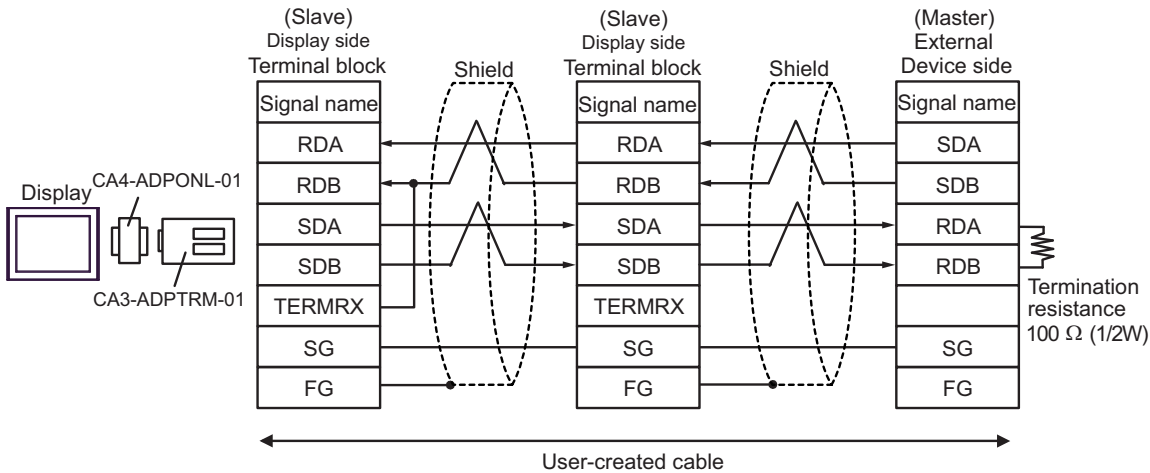 (Slave)
Display side
Terminal block
(Slave)
Display side
Terminal block
(Master)
External
Device side
Shield
Shield
Signal name
Signal name
Signal name
RDA
RDA
SDA
RDB
RDB
SDB
SDA
SDA
RDA
SDB
SDB
RDB
TERMRX
TERMRX
SG
SG
SG
FG
FG
FG
Display
CA4-ADPONL-01
CA3-ADPTRM-01
Termination
resistance
100 Ω (1/2W)
User-created cable